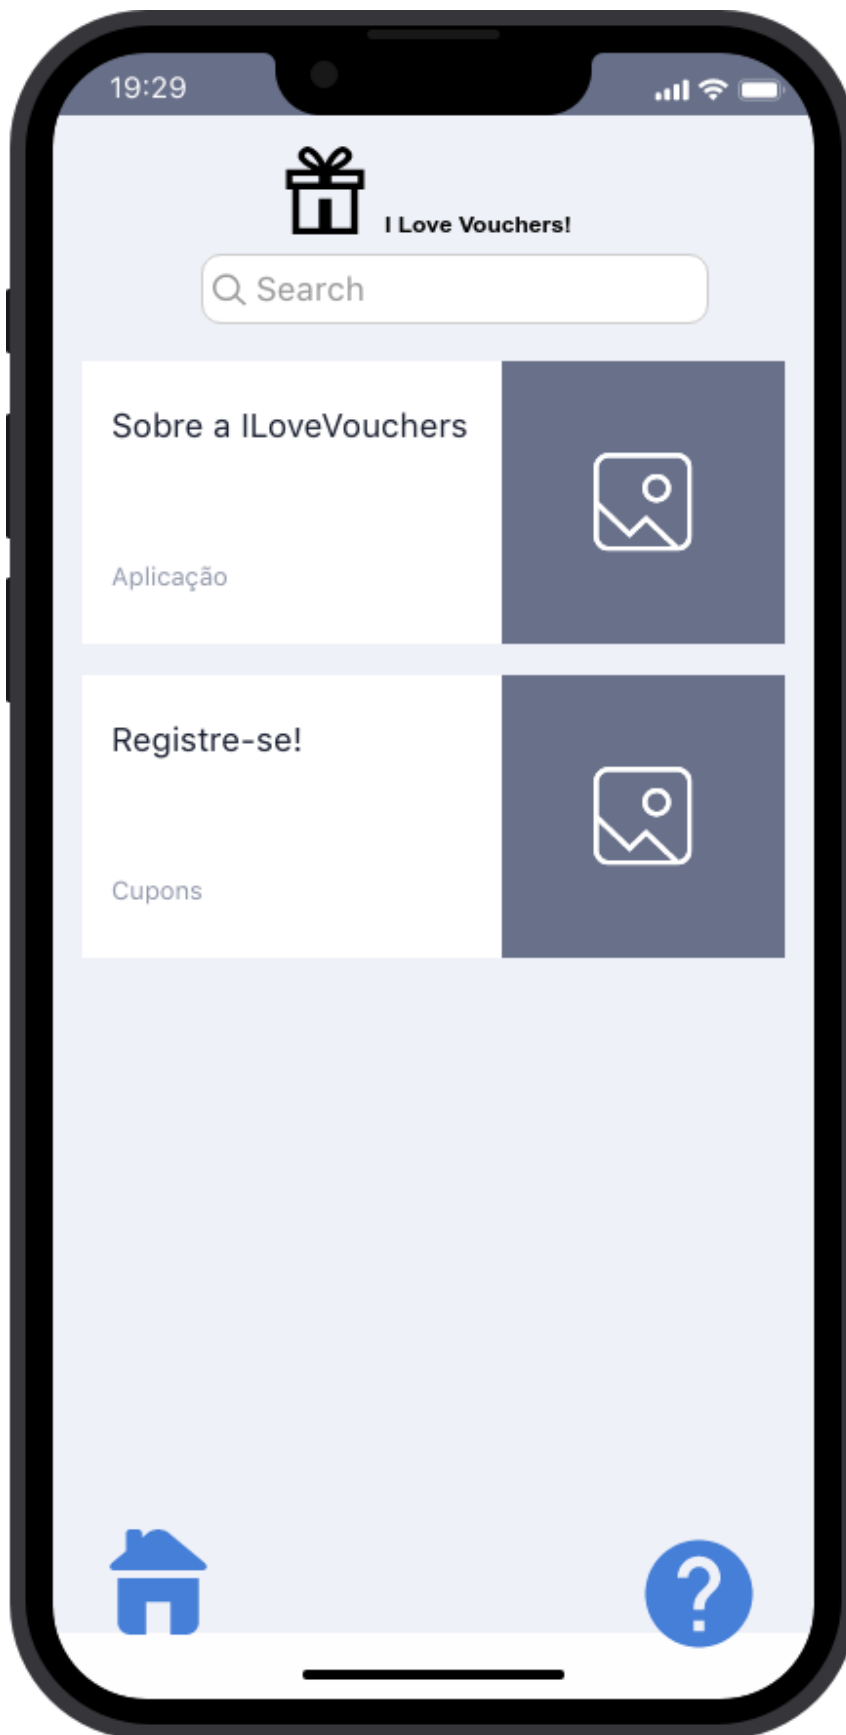 19:29
I Love Vouchers!
Search
Sobre a ILoveVouchers
Aplicação
Registre-se!
Cupons
?